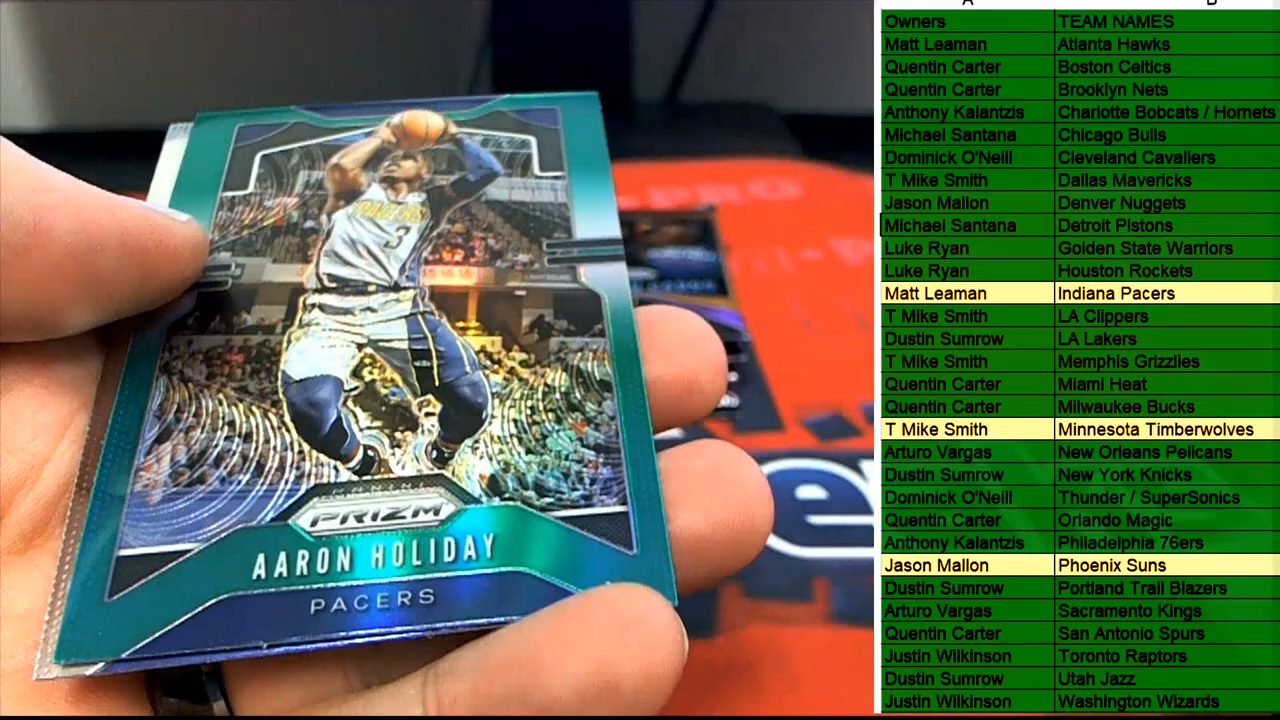 PACERS
3
PRIZM
AARON HOLIDAY
PACERS
A B
Owners TEAM NAMES
Matt Leaman Atlanta Hawks
Quentin Carter Boston Celtics
Quentin Carter Brooklyn Nets
Anthony Kalantzis Charlotte Bobcats / Hornets
Michael Santana Chicago Bulls
Dominick O'Neill Cleveland Cavaliers
T Mike Smith Dallas Mavericks
Jason Mallon Denver Nuggets
Michael Santana Detroit Pistons
Luke Ryan Golden State Warriors
Luke Ryan Houston Rockets
Matt Leaman Indiana Pacers
T Mike Smith LA Clippers
Dustin Sumrow LA Lakers
T Mike Smith Memphis Grizzlies
Quentin Carter Miami Heat
Quentin Carter Milwaukee Bucks
T Mike Smith Minnesota Timberwolves
Arturo Vargas New Orleans Pelicans
Dustin Sumrow New York Knicks
Dominick O'Neill Thunder / SuperSonics
Quentin Carter Orlando Magic
Anthony Kalantzis Philadelphia 76ers
Jason Mallon Phoenix Suns
Dustin Sumrow Portland Trail Blazers
Arturo Vargas Sacramento Kings
Quentin Carter San Antonio Spurs
Justin Wilkinson Toronto Raptors
Dustin Sumrow Utah Jazz
Justin Wilkinson Washington Wizards